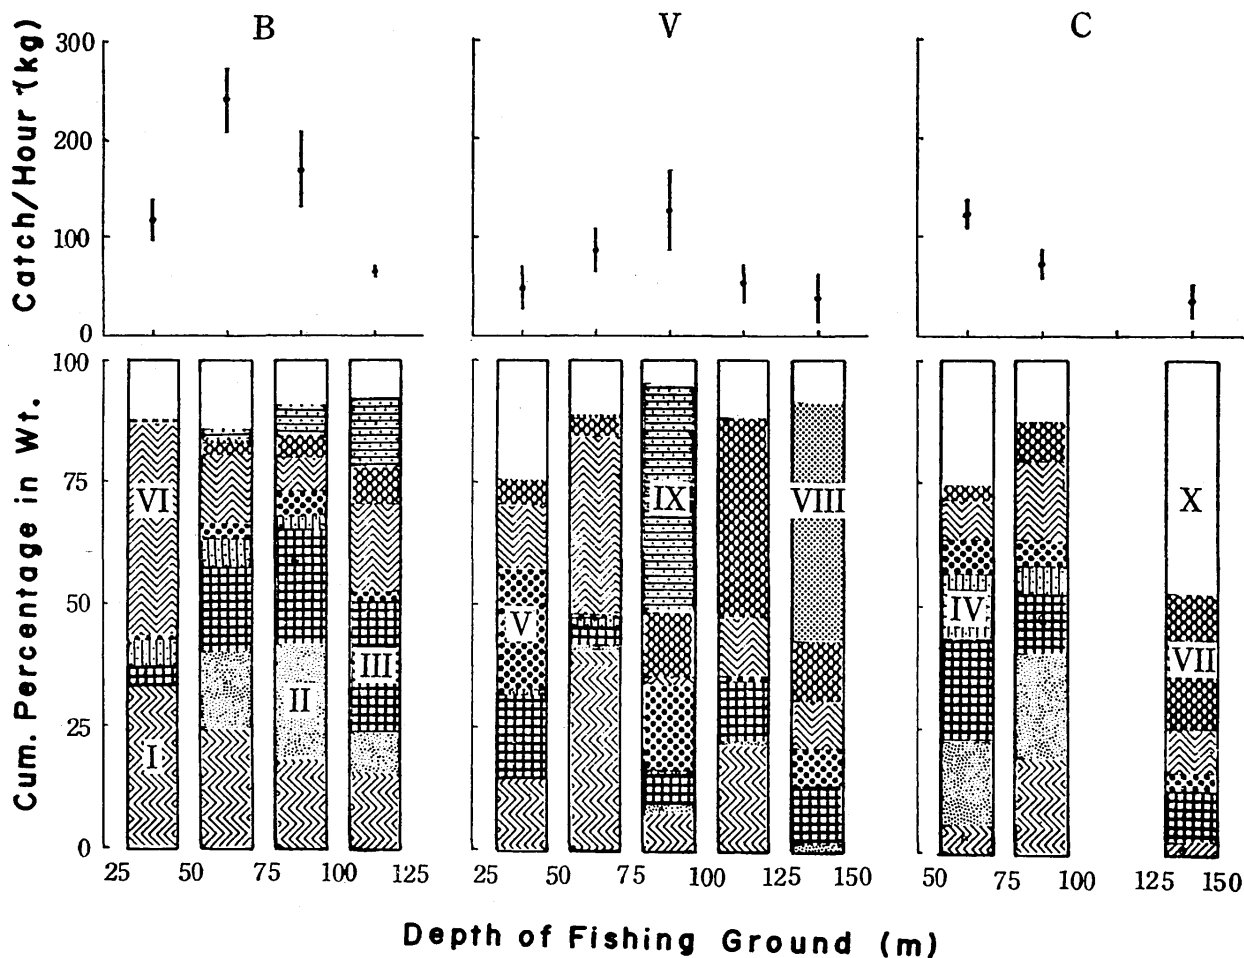 B V C
Catch/Hour (kg)
300
200
100
0
Cum. Percentage in Wt.
100
75
50
25
0
VI
I
II
III
V
IX
VIII
IV
X
VII
25 50 75 100 125
25 50 75 100 125 150
50 75 100 125 150
Depth of Fishing Ground (m)